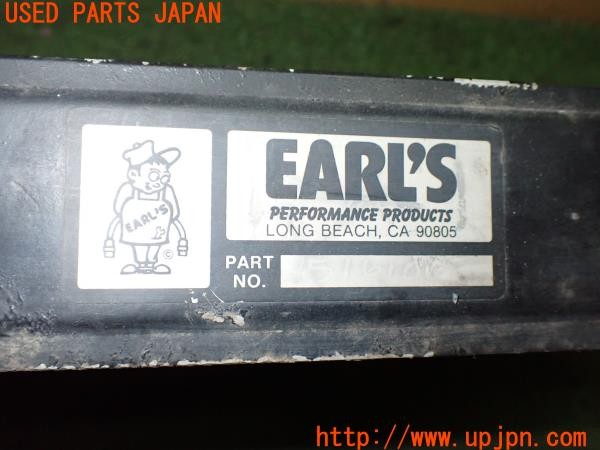 USED PARTS JAPAN
EARL'S
EARL'S
PERFORMANCE PRODUCTS
LONG BEACH, CA 90805
©
PART
NO.
http://www.upjpn.com/